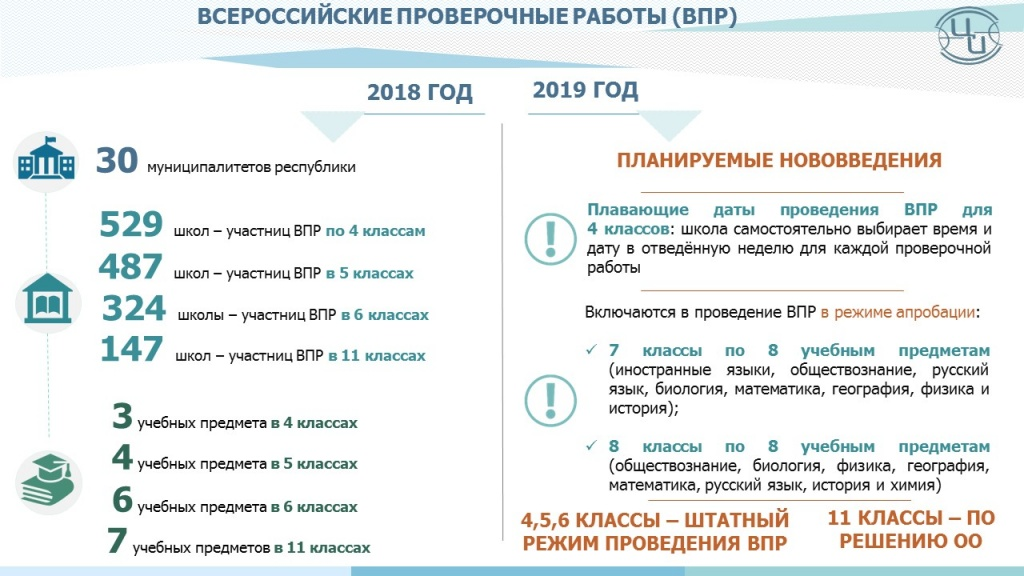 ВСЕРОССИЙСКИЕ ПРОВЕРОЧНЫЕ РАБОТЫ (ВПР)
ЦИ
2018 ГОД
30 муниципалитетов республики
529 школ – участниц ВПР по 4 классам
487 школ – участниц ВПР в 5 классах
324 школы – участниц ВПР в 6 классах
147 школ – участниц ВПР в 11 классах
3 учебных предмета в 4 классах
4 учебных предмета в 5 классах
6 учебных предмета в 6 классах
7 учебных предметов в 11 классах
2019 ГОД
ПЛАНИРУЕМЫЕ НОВОВВЕДЕНИЯ
Плавающие даты проведения ВПР для
4 классов: школа самостоятельно выбирает время и
дату в отведённую неделю для каждой проверочной
работы
Включаются в проведение ВПР в режиме апробации:
7 классы по 8 учебным предметам
(иностранные языки, обществознание, русский
язык, биология, математика, география, физика и
история);
8 классы по 8 учебным предметам
(обществознание, биология, физика, география,
математика, русский язык, история и химия)
4,5,6 КЛАССЫ – ШТАТНЫЙ
РЕЖИМ ПРОВЕДЕНИЯ ВПР
11 КЛАССЫ – ПО
РЕШЕНИЮ ОО